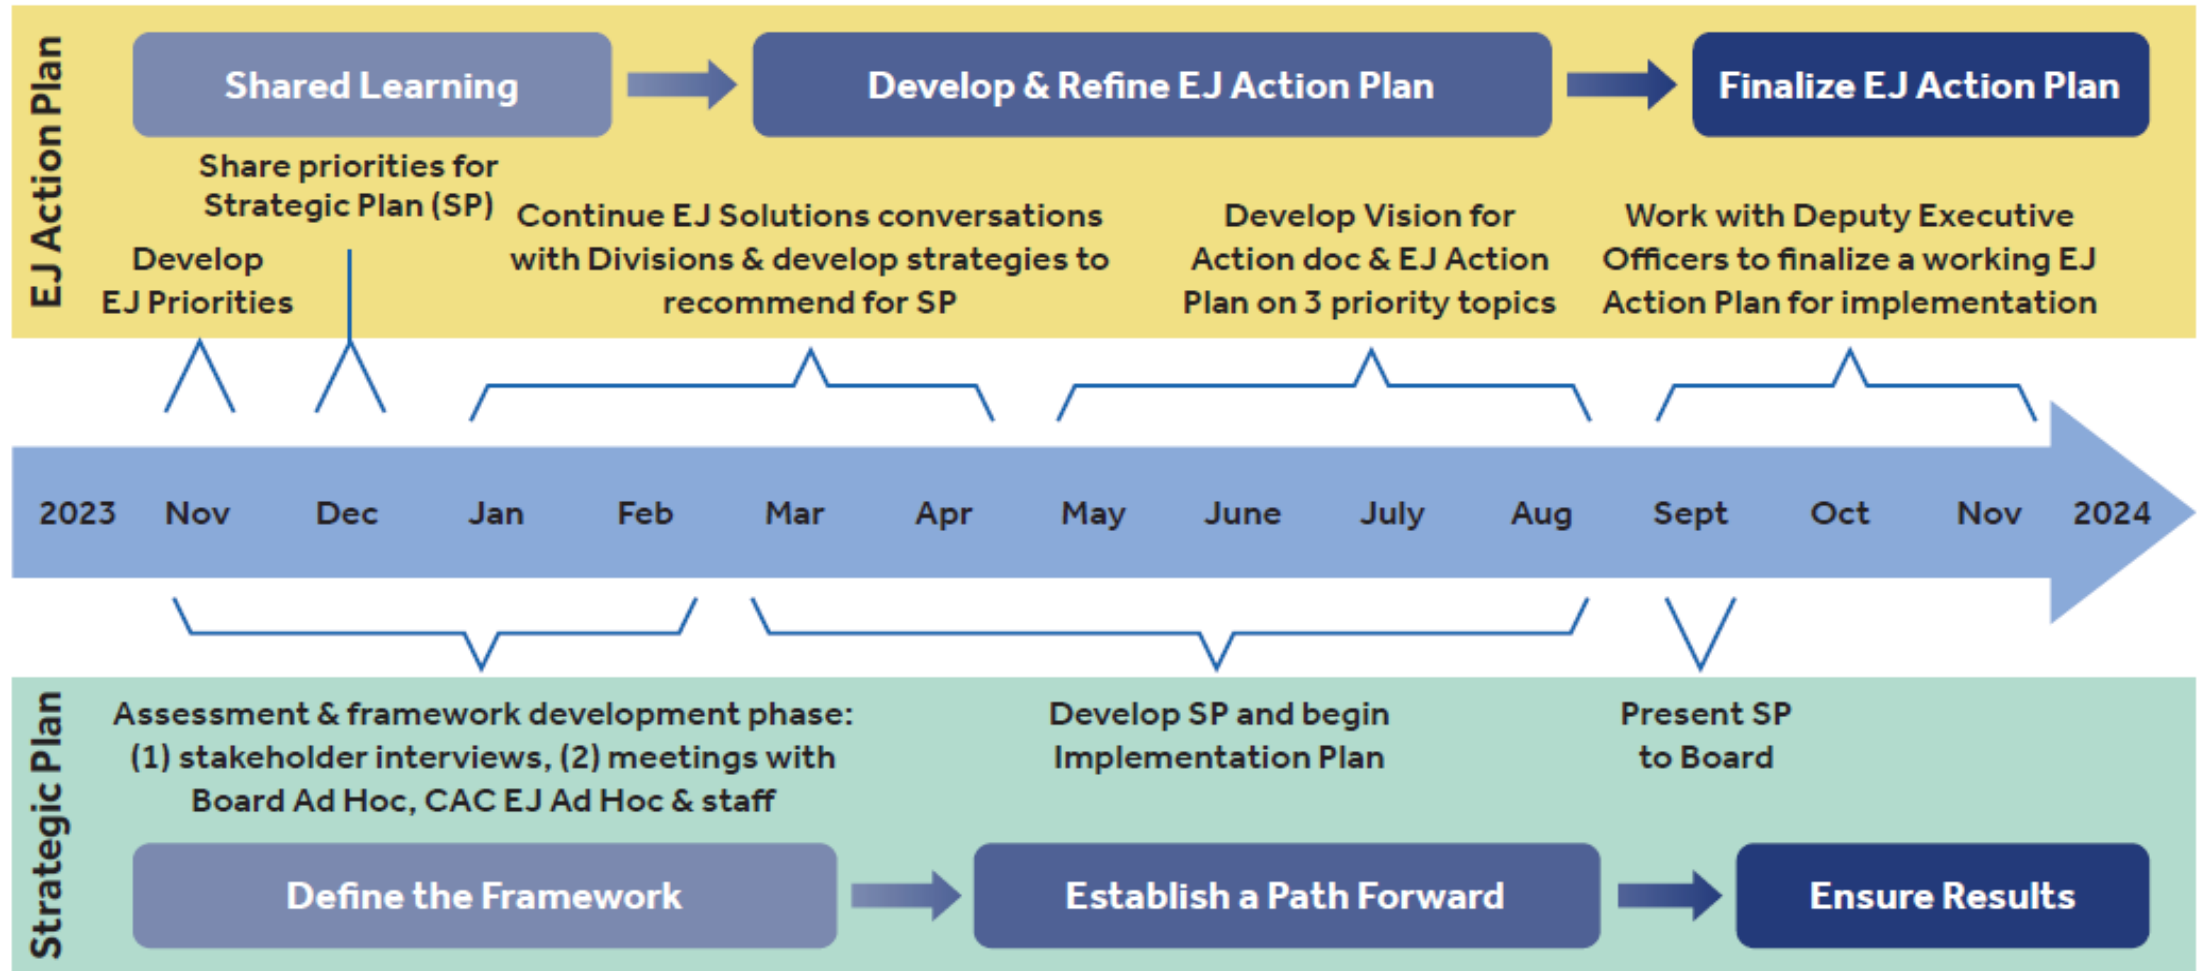 EJ Action Plan
Shared Learning
Develop & Refine EJ Action Plan
Finalize EJ Action Plan
Develop
EJ Priorities
Share priorities for
Strategic Plan (SP)
Continue EJ Solutions conversations
with Divisions & develop strategies to
recommend for SP
Develop Vision for
Action doc & EJ Action
Plan on 3 priority topics
Work with Deputy Executive
Officers to finalize a working EJ
Action Plan for implementation
2023 Nov Dec Jan Feb Mar Apr May June July Aug Sept Oct Nov 2024
Strategic Plan
Assessment & framework development phase:
(1) stakeholder interviews, (2) meetings with
Board Ad Hoc, CAC EJ Ad Hoc & staff
Develop SP and begin
Implementation Plan
Present SP
to Board
Define the Framework
Establish a Path Forward
Ensure Results